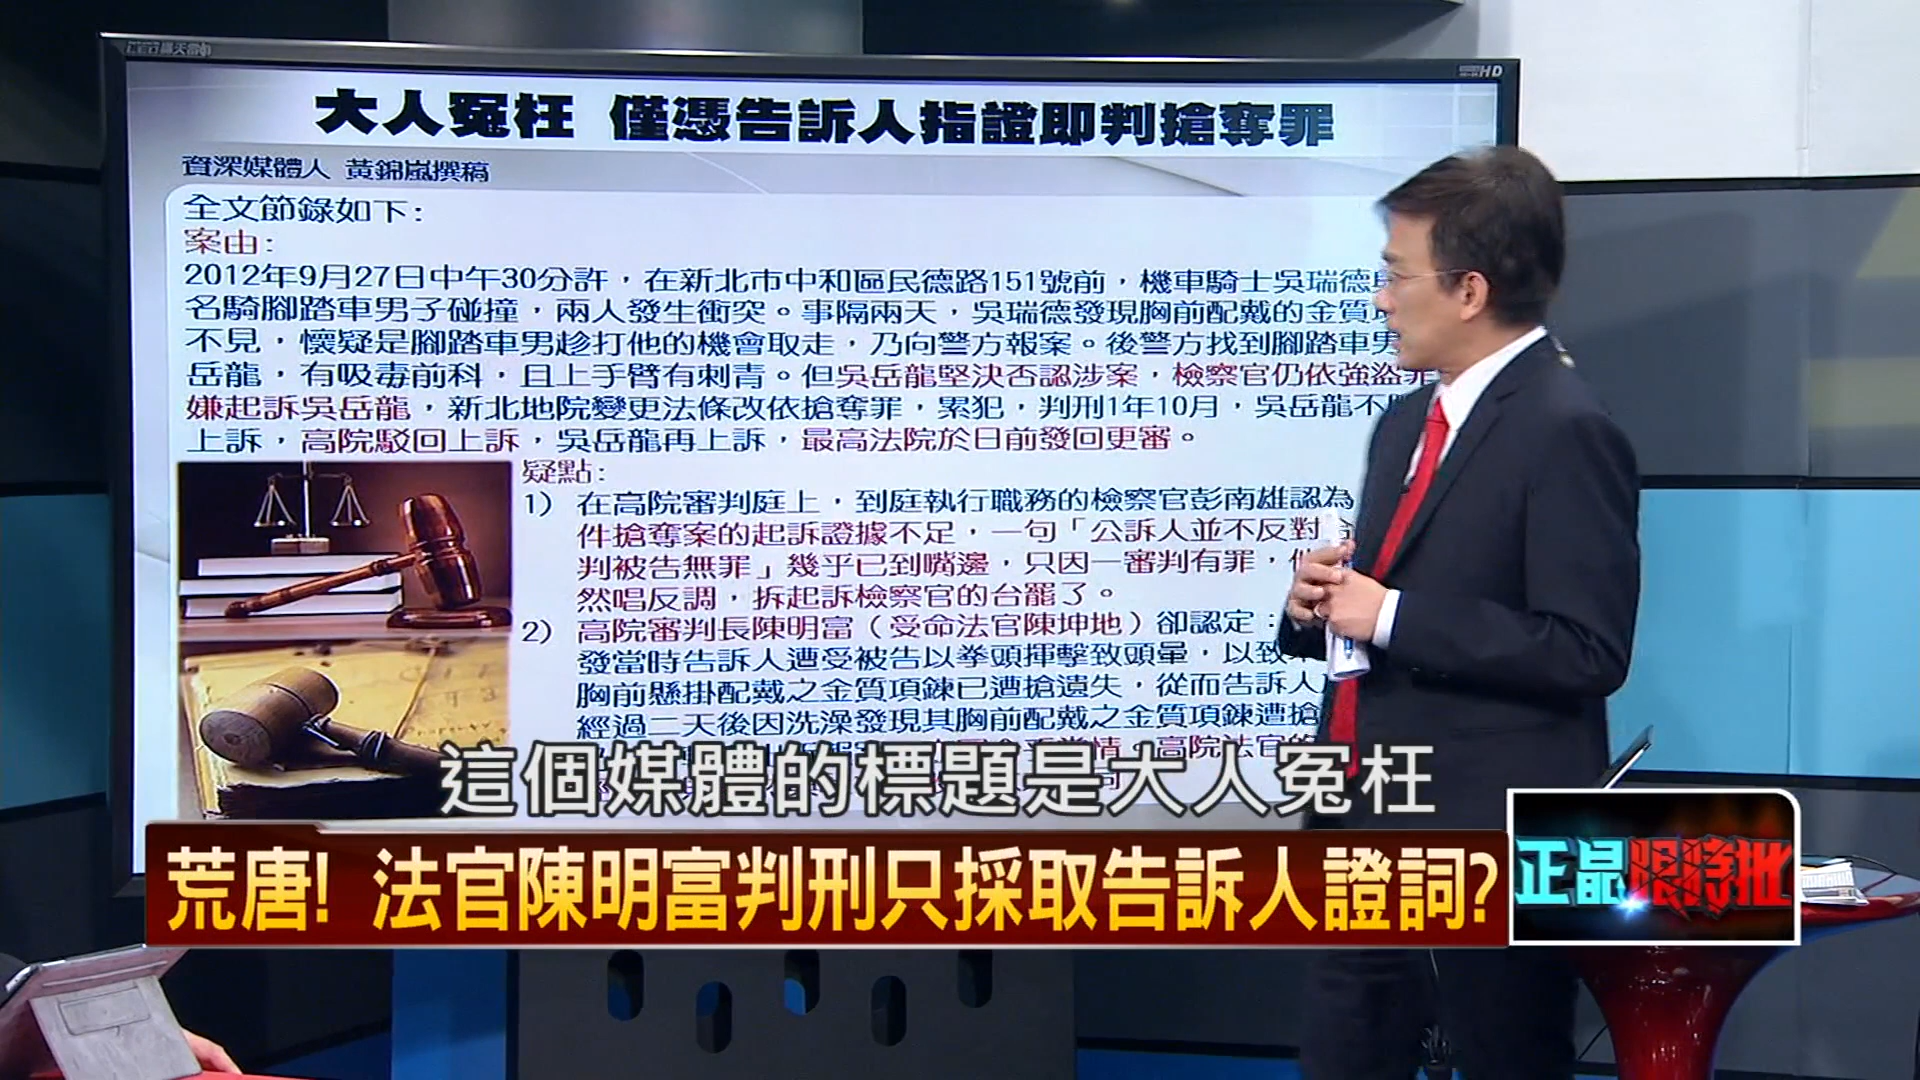 大人冤枉 僅憑告訴人指證即判搶奪罪
HD
資深媒體人 黃錦嵐撰稿
全文節錄如下:
案由:
2012年9月27日中午30分許，在新北市中和區民德路151號前，機車騎士吳瑞德
名騎腳踏車男子碰撞，兩人發生衝突。事隔兩天，吳瑞德發現胸前配戴的金質
不見，懷疑是腳踏車男趁打他的機會取走，乃向警方報案。後警方找到腳踏車男
岳龍，有吸毒前科，且上手臂有刺青。但吳岳龍堅決否認涉案，檢察官仍依強盜罪
嫌起訴吳岳龍，新北地院變更法條改依搶奪罪，累犯，判刑1年10月，吳岳龍不
上訴，高院駁回上訴，吳岳龍再上訴，最高法院於日前發回更審。
疑點:
1) 在高院審判庭上，到庭執行職務的檢察官彭南雄認為
件搶奪案的起訴證據不足，一句「公訴人並不反對
判被告無罪」幾乎已到嘴邊，只因一審判有罪，他
然唱反調，拆起訴檢察官的台罷了。
2) 高院審判長陳明富（受命法官陳坤地）卻認定：
發當時告訴人遭受被告以拳頭揮擊致頭暈，以致
胸前懸掛配戴之金質項鍊已遭搶遺失，從而告訴人
經過二天後因洗澡發現其胸前配戴之金質項鍊遭搶
常情，高院法官的
這個媒體的標題是大人冤枉
荒唐! 法官陳明富判刑只採取告訴人證詞?
正晶限時批